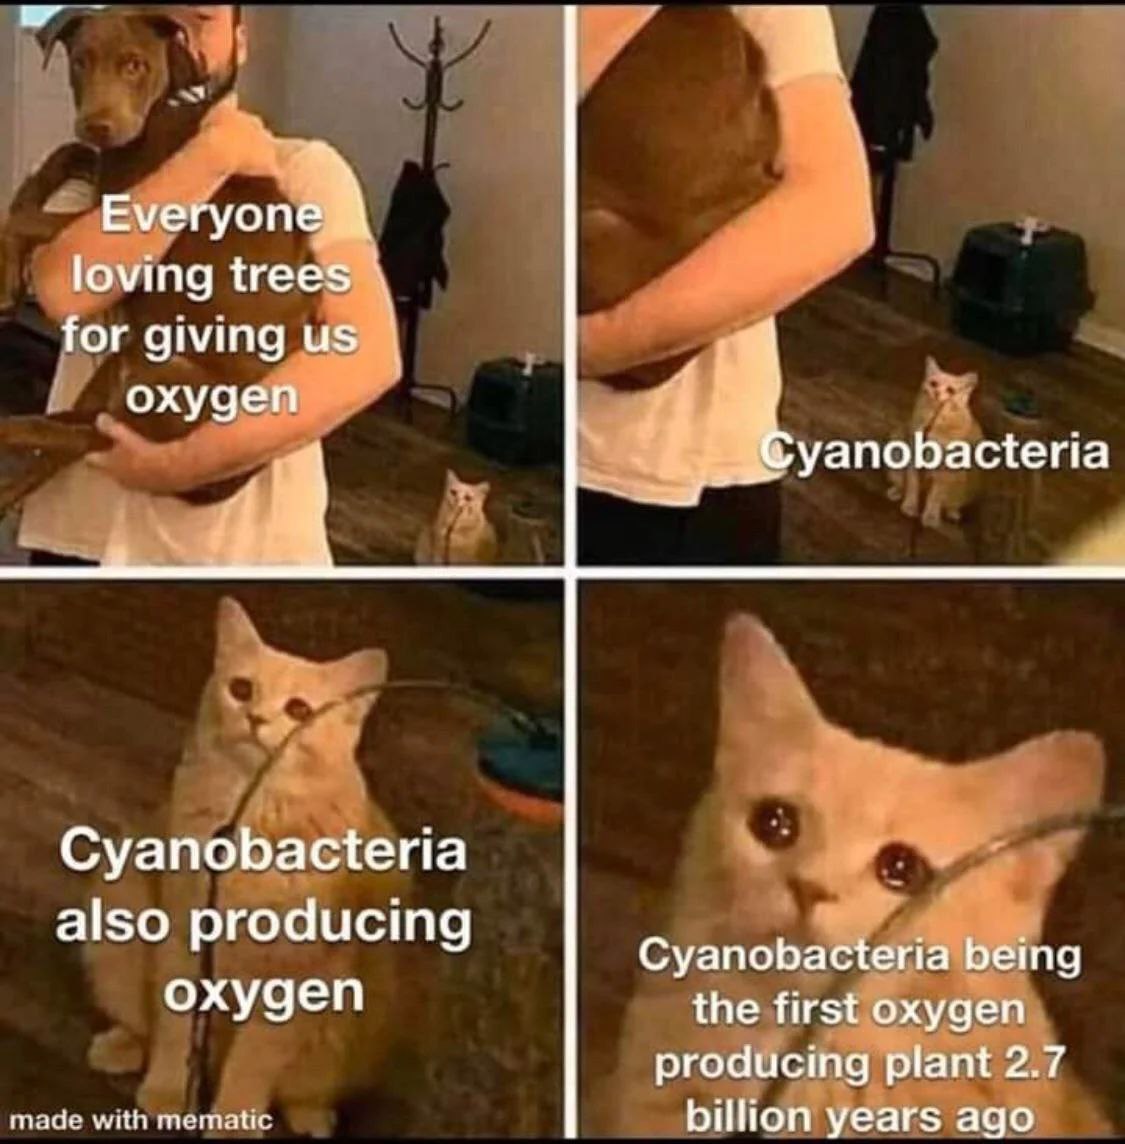 Everyone
loving trees
for giving us
oxygen
Cyanobacteria
Cyanobacteria
also producing
oxygen
Cyanobacteria being
the first oxygen
producing plant 2.7
billion years ago
made with mematic